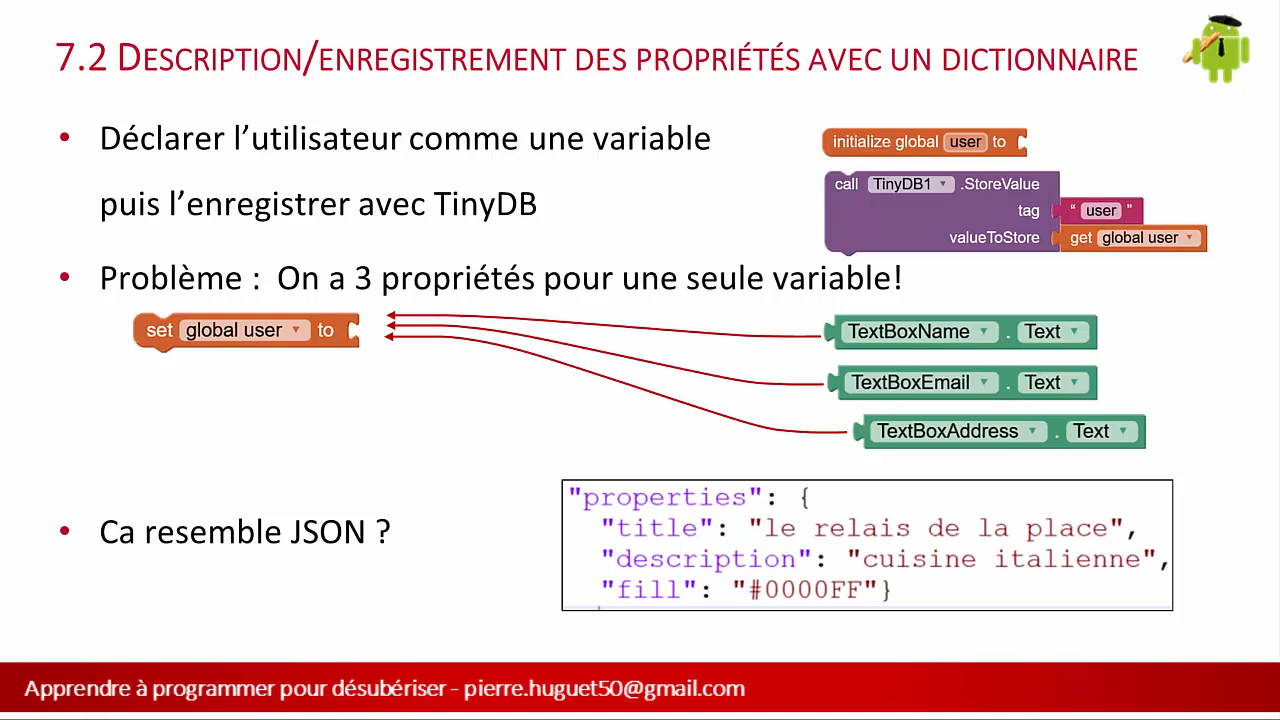 7.2 DESCRIPTION/ENREGISTREMENT DES PROPRIÉTÉS AVEC UN DICTIONNAIRE
• Déclarer l’utilisateur comme une variable
puis l’enregistrer avec TinyDB
initialize global user to
call TinyDB1 .StoreValue
tag " user "
valueToStore get global user
• Problème : On a 3 propriétés pour une seule variable!
set global user to
TextBoxName . Text
TextBoxEmail . Text
TextBoxAddress . Text
• Ca resemble JSON ?
"properties": {
"title": "le relais de la place",
"description": "cuisine italienne",
"fill": "#0000FF"}
Apprendre à programmer pour désubériser - pierre.huguet50@gmail.com